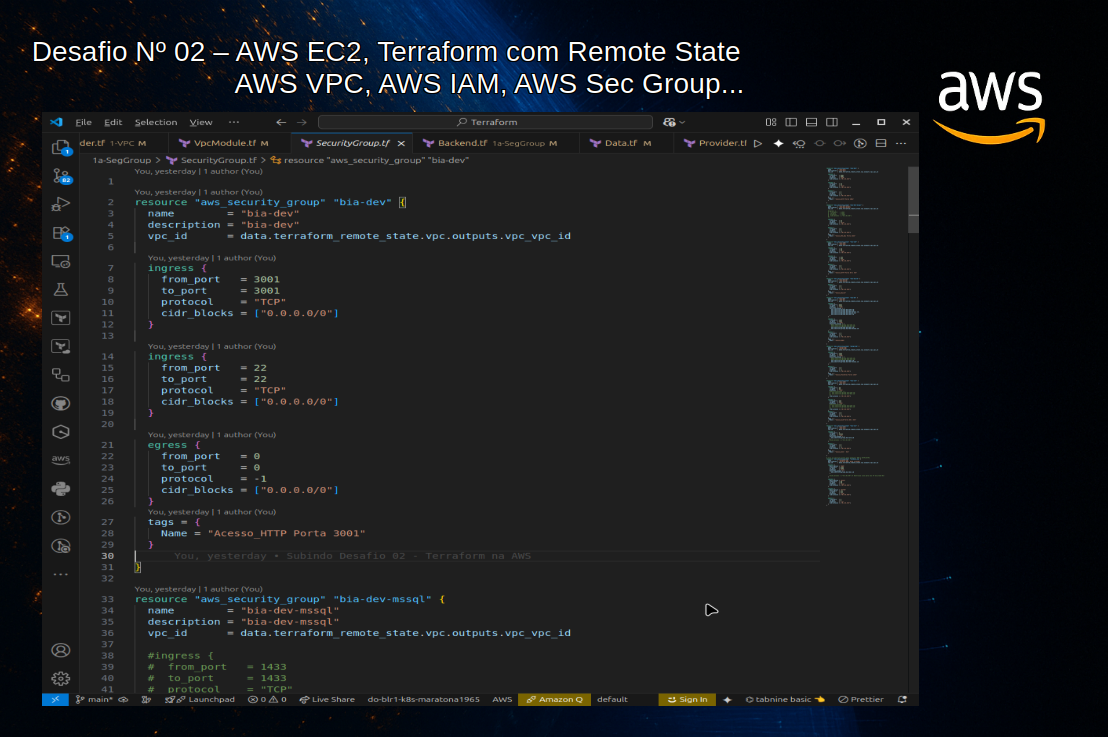 Desafio Nº 02 – AWS EC2, Terraform com Remote State
AWS VPC, AWS IAM, AWS Sec Group...
aws
File Edit Selection View ··· Terraform
der.tf 1-VPC M VpcModule.tf M SecurityGroup.tf Backend.tf 1a-SegGroup M Data.tf M Provider.tf
1a-SegGroup > SecurityGroup.tf > resource "aws_security_group" "bia-dev"
You, yesterday | 1 author (You)
1
You, yesterday | 1 author (You)
2 resource "aws_security_group" "bia-dev" {
3 name = "bia-dev"
4 description = "bia-dev"
5 vpc_id = data.terraform_remote_state.vpc.outputs.vpc_vpc_id
6
You, yesterday | 1 author (You)
7 ingress {
8 from_port = 3001
9 to_port = 3001
10 protocol = "TCP"
11 cidr_blocks = ["0.0.0.0/0"]
12 }
13
You, yesterday | 1 author (You)
14 ingress {
15 from_port = 22
16 to_port = 22
17 protocol = "TCP"
18 cidr_blocks = ["0.0.0.0/0"]
19 }
20
You, yesterday | 1 author (You)
21 egress {
22 from_port = 0
23 to_port = 0
24 protocol = -1
25 cidr_blocks = ["0.0.0.0/0"]
26 }
You, yesterday | 1 author (You)
27 tags = {
28 Name = "Acesso_HTTP Porta 3001"
29 }
30 You, yesterday • Subindo Desafio 02 - Terraform na AWS
31 }
32
You, yesterday | 1 author (You)
33 resource "aws_security_group" "bia-dev-mssql" {
34 name = "bia-dev-mssql"
35 description = "bia-dev-mssql"
36 vpc_id = data.terraform_remote_state.vpc.outputs.vpc_vpc_id
37
38 #ingress {
39 # from_port = 1433
40 # to_port = 1433
41 # protocol = "TCP"
1
62
1
aws
main* Launchpad 0 0 Live Share do-blr1-k8s-maratona1965 AWS Amazon Q default Sign In tabnine basic Prettier